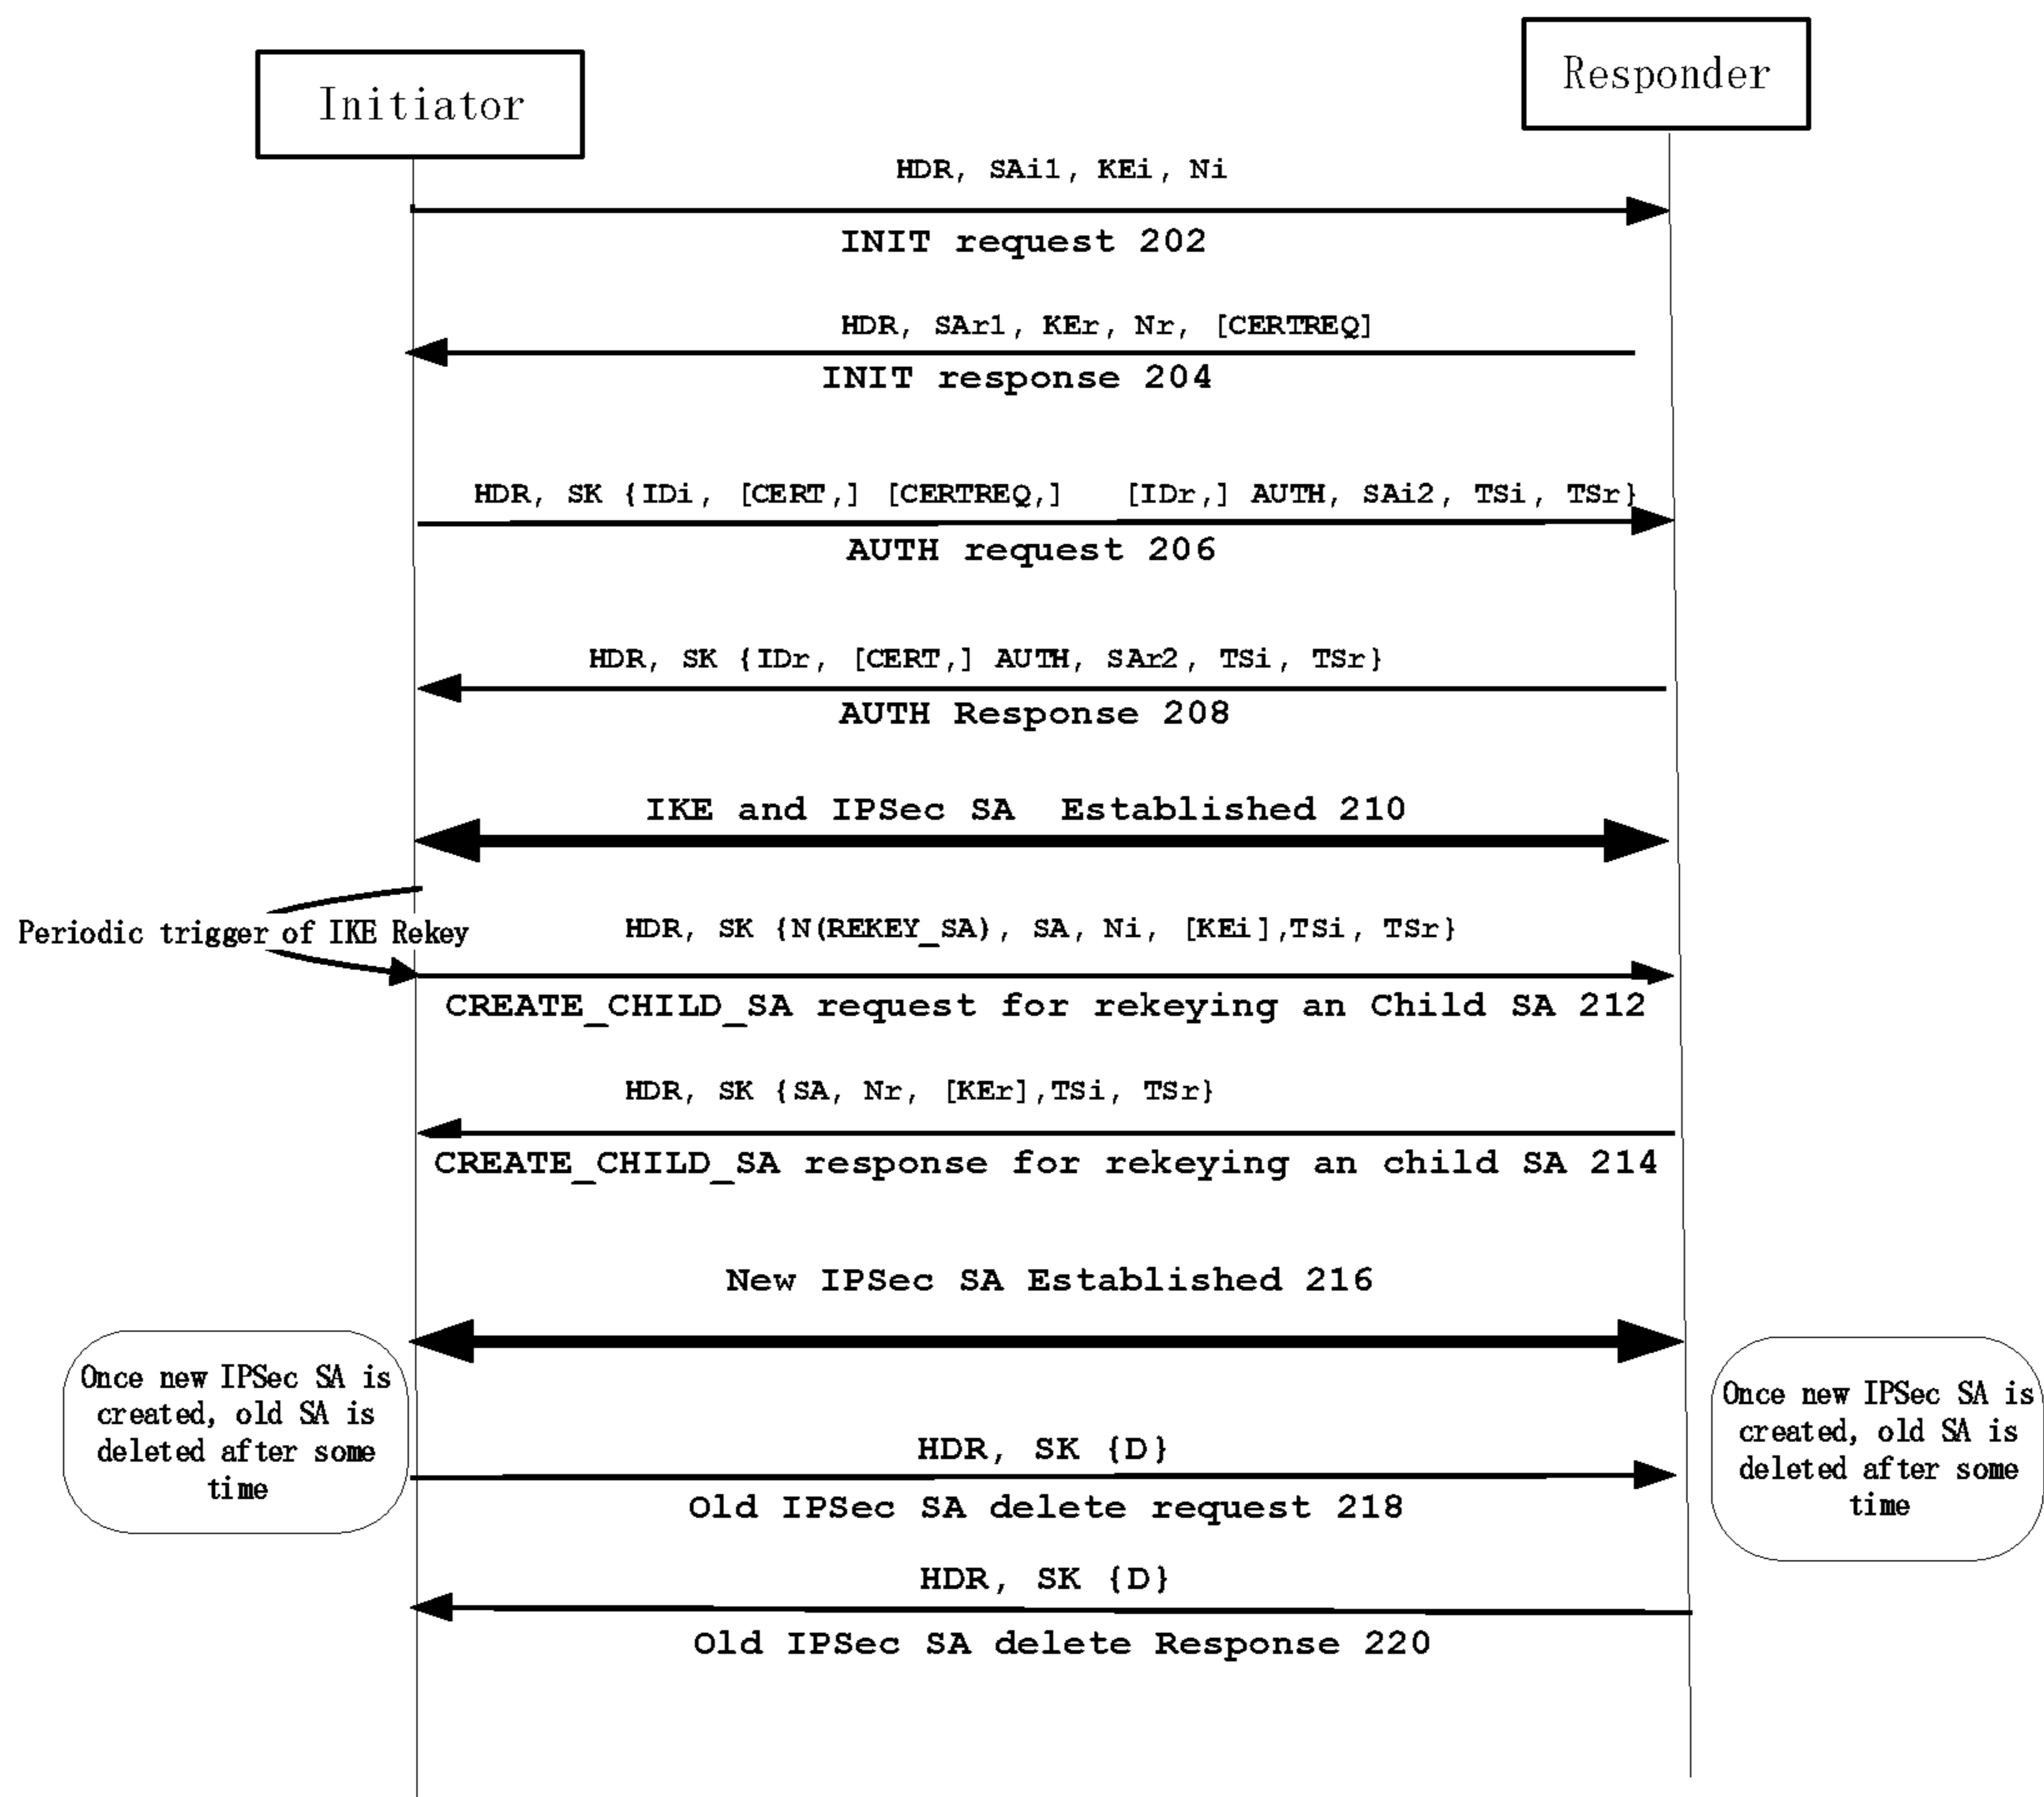 Initiator
Responder
HDR, SAi1, KEi, Ni
INIT request 202
HDR, SAr1, KEr, Nr, [CERTREQ]
INIT response 204
HDR, SK {IDi, [CERT,] [CERTREQ,] [IDr,] AUTH, SAi2, TSi, TSr}
AUTH request 206
HDR, SK {IDr, [CERT,] AUTH, SAr2, TSi, TSr}
AUTH Response 208
IKE and IPSec SA Established 210
Periodic trigger of IKE Rekey
HDR, SK {N(REKEY_SA), SA, Ni, [KEi],TSi, TSr}
CREATE_CHILD_SA request for rekeying an Child SA 212
HDR, SK {SA, Nr, [KEr],TSi, TSr}
CREATE_CHILD_SA response for rekeying an child SA 214
New IPSec SA Established 216
Once new IPSec SA is
created, old SA is
deleted after some
time
Once new IPSec SA is
created, old SA is
deleted after some
time
HDR, SK {D}
Old IPSec SA delete request 218
HDR, SK {D}
Old IPSec SA delete Response 220